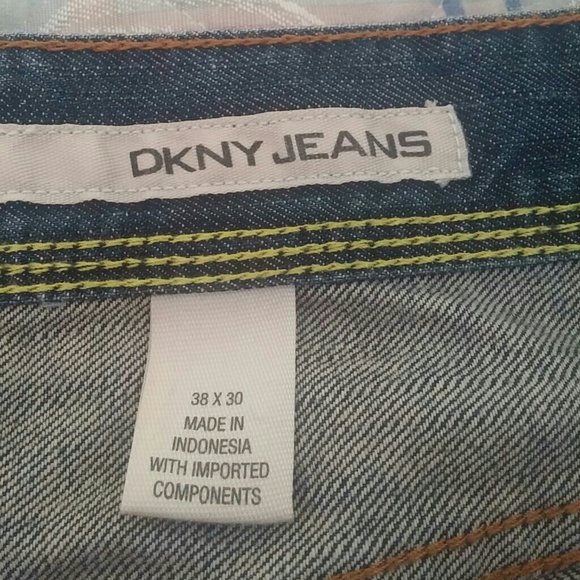 DKNY JEANS
38 X 30
MADE IN
INDONESIA
WITH IMPORTED
COMPONENTS